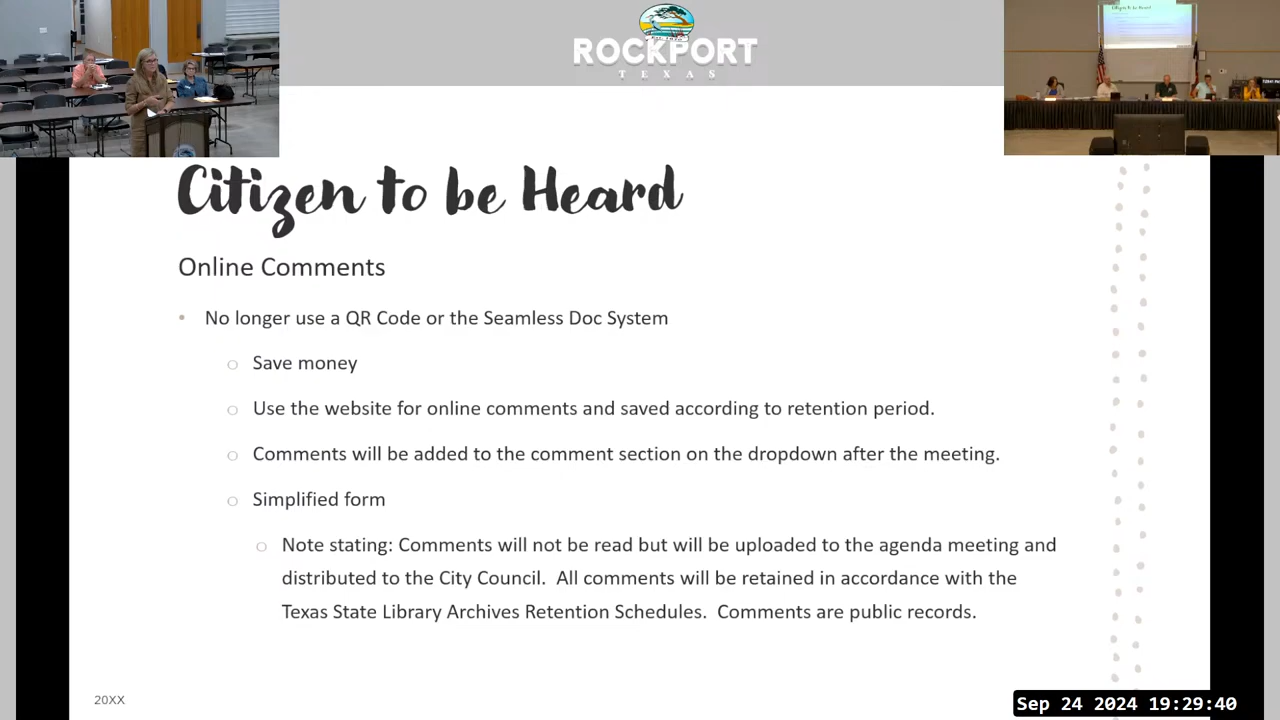 ROCKPORT
TEXAS
Citizen to be Heard
Online Comments
• No longer use a QR Code or the Seamless Doc System
o Save money
o Use the website for online comments and saved according to retention period.
o Comments will be added to the comment section on the dropdown after the meeting.
o Simplified form
o Note stating: Comments will not be read but will be uploaded to the agenda meeting and
distributed to the City Council.  All comments will be retained in accordance with the
Texas State Library Archives Retention Schedules.  Comments are public records.
20XX
Sep 24 2024 19:29:40